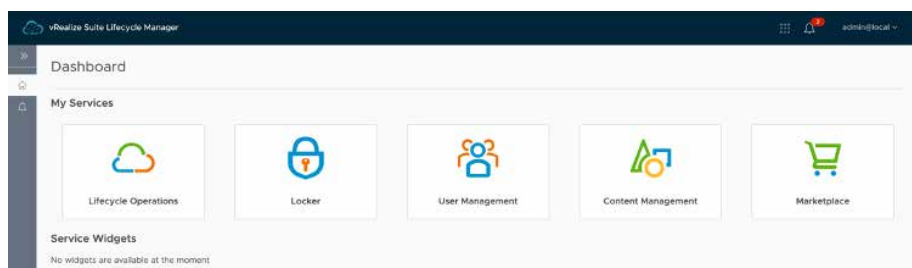 vRealize Suite Lifecycle Manager
2
admin@local
Dashboard
My Services
Lifecycle Operations
Locker
User Management
Content Management
Marketplace
Service Widgets
No widgets are available at the moment